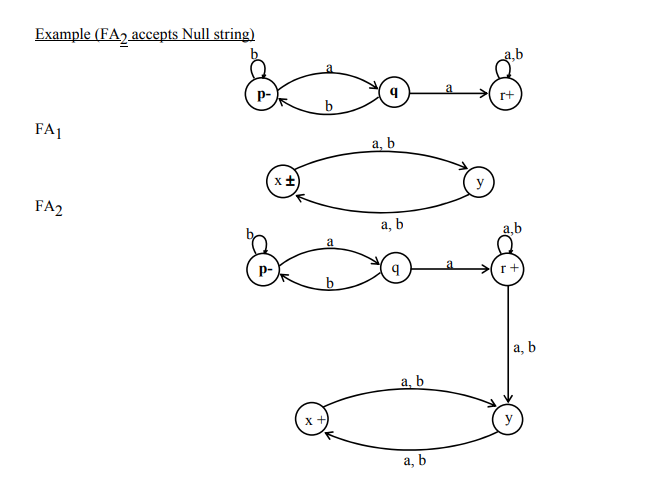 Example (FA2 accepts Null string)
b
a
a,b
p-
q
a
r+
b
FA1
a, b
x ±
y
FA2
a, b
b
a
a,b
p-
q
a
r +
b
a, b
a, b
x +
y
a, b